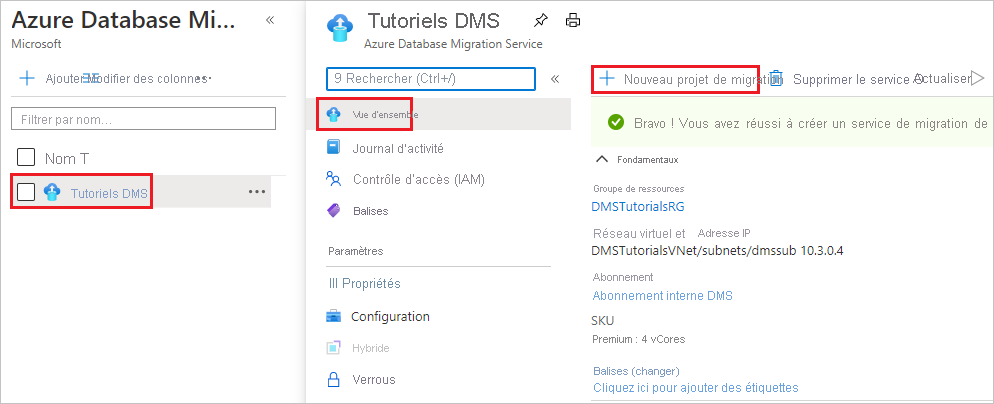 Azure Database Mi...
Microsoft
Ajouter Modifier des colonnes
Filtrer par nom...
Nom T
Tutoriels DMS
Tutoriels DMS
Azure Database Migration Service
9 Rechercher (Ctrl+/)
Vue d'ensemble
Journal d'activité
Contrôle d'accès (IAM)
Balises
Paramètres
III Propriétés
Configuration
Hybride
Verrous
Nouveau projet de migration Supprimer le service Actualiser
Bravo ! Vous avez réussi à créer un service de migration de
Fondamentaux
Groupe de ressources
DMSTutorialsRG
Réseau virtuel et Adresse IP
DMSTutorialsVNet/subnets/dmssub 10.3.0.4
Abonnement
Abonnement interne DMS
SKU
Premium : 4 vCores
Balises (changer)
Cliquez ici pour ajouter des étiquettes